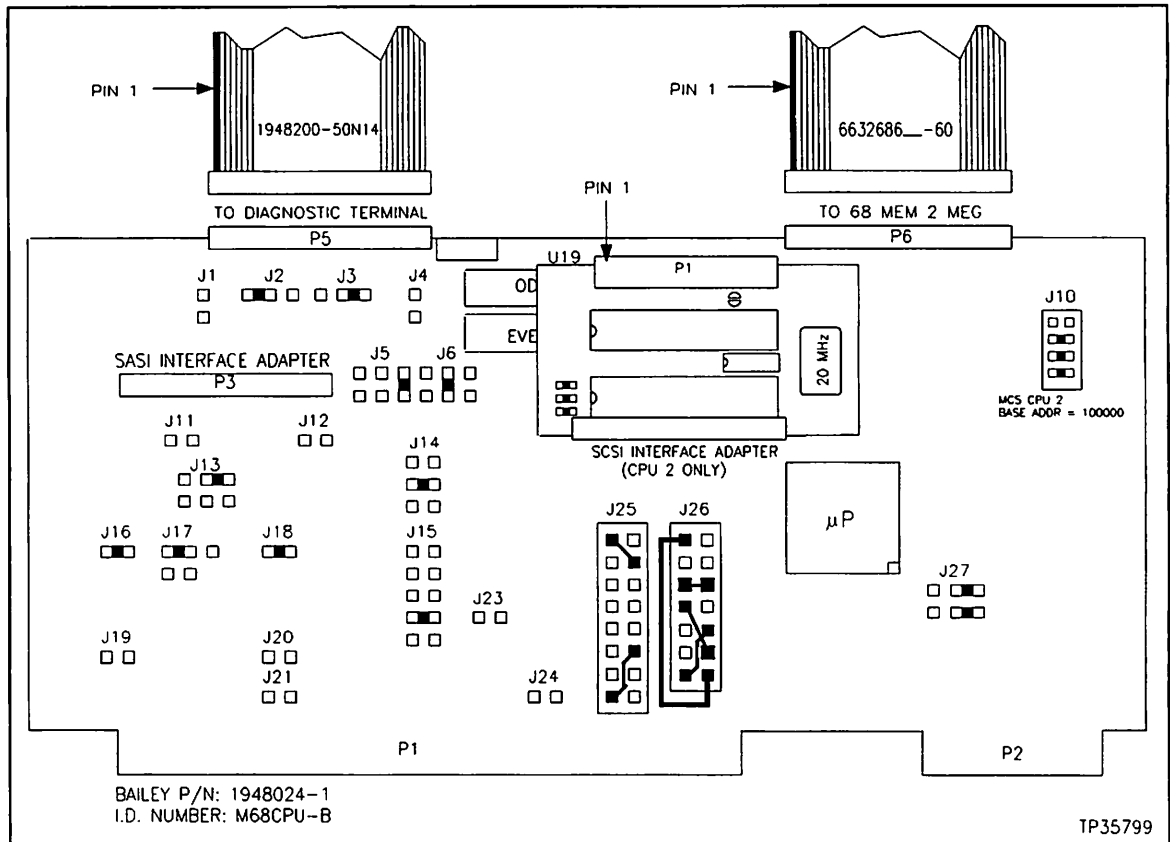 PIN 1
PIN 1
1948200-50N14
6632686__-60
PIN 1
TO DIAGNOSTIC TERMINAL
TO 68 MEM 2 MEG
P5
P6
U19
P1
J1
J2
J3
J4
OD
J10
EVE
20 MHz
SASI INTERFACE ADAPTER
P3
J5
J6
MCS CPU 2
BASE ADDR = 100000
J11
J12
J14
SCSI INTERFACE ADAPTER
(CPU 2 ONLY)
J13
J25
J26
µP
J16
J17
J18
J15
J27
J23
J19
J20
J21
J24
P1
P2
BAILEY P/N: 1948024-1
I.D. NUMBER: M68CPU-B
TP35799